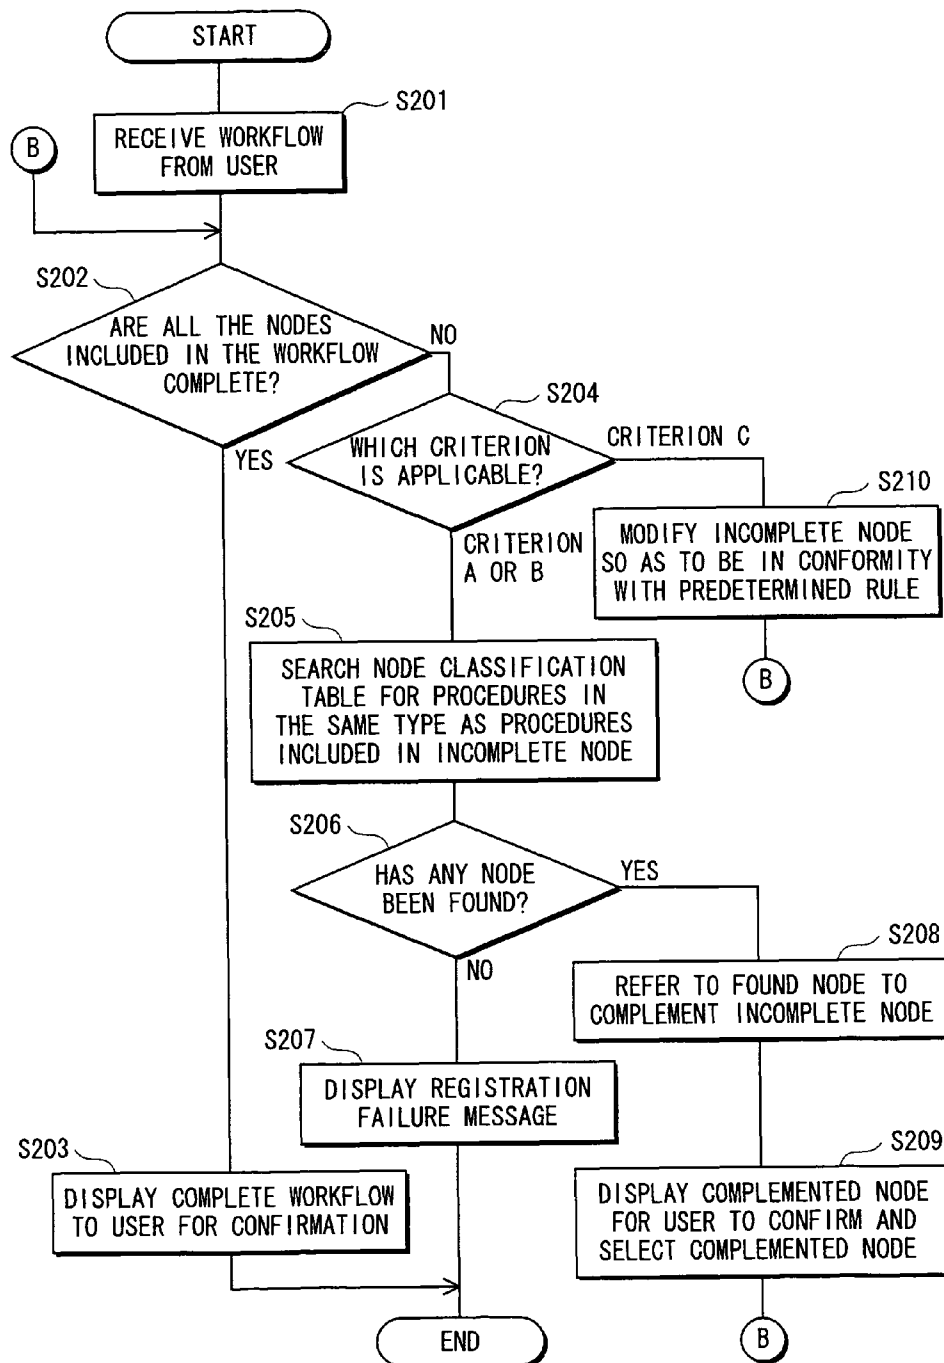 START
S201
RECEIVE WORKFLOW
FROM USER
B
S202
ARE ALL THE NODES
INCLUDED IN THE WORKFLOW
COMPLETE?
NO
YES
S204
WHICH CRITERION
IS APPLICABLE?
CRITERION C
CRITERION
A OR B
S210
MODIFY INCOMPLETE NODE
SO AS TO BE IN CONFORMITY
WITH PREDETERMINED RULE
B
S205
SEARCH NODE CLASSIFICATION
TABLE FOR PROCEDURES IN
THE SAME TYPE AS PROCEDURES
INCLUDED IN INCOMPLETE NODE
S206
HAS ANY NODE
BEEN FOUND?
YES
NO
S208
REFER TO FOUND NODE TO
COMPLEMENT INCOMPLETE NODE
S207
DISPLAY REGISTRATION
FAILURE MESSAGE
S203
DISPLAY COMPLETE WORKFLOW
TO USER FOR CONFIRMATION
S209
DISPLAY COMPLEMENTED NODE
FOR USER TO CONFIRM AND
SELECT COMPLEMENTED NODE
END
B